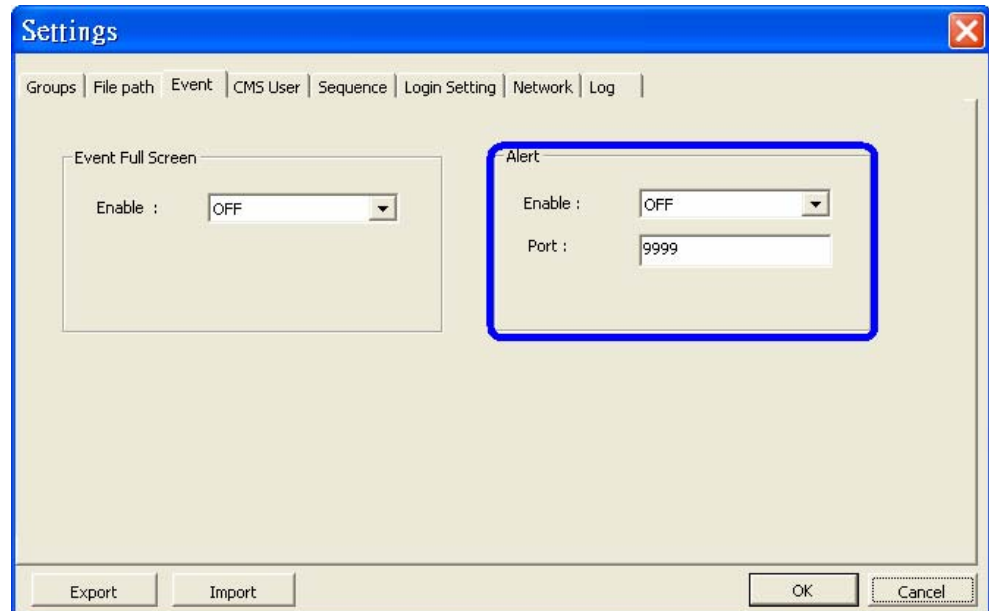 Settings
Groups File path Event CMS User Sequence Login Setting Network Log
Event Full Screen
Enable : OFF
Alert
Enable : OFF
Port : 9999
Export Import OK Cancel